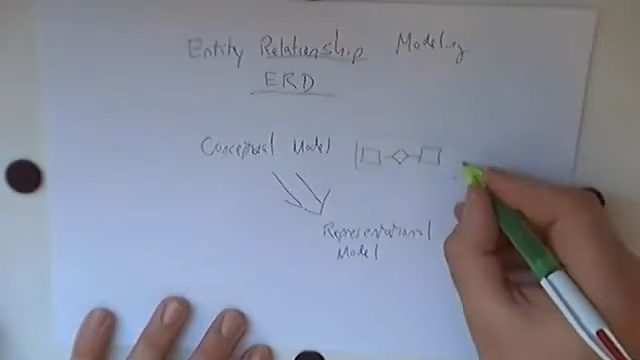 Entity Relationship Modeling
ERD
Conceptual Model
Representational
Model